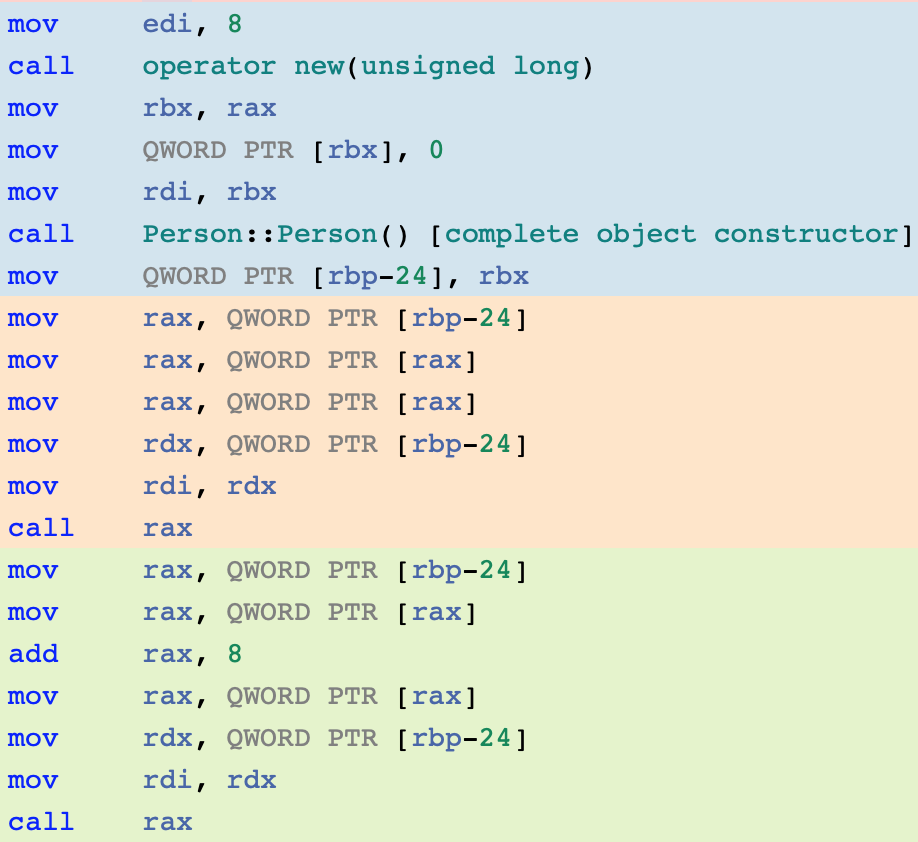 mov edi, 8
call operator new(unsigned long)
mov rbx, rax
mov QWORD PTR [rbx], 0
mov rdi, rbx
call Person::Person() [complete object constructor]
mov QWORD PTR [rbp-24], rbx
mov rax, QWORD PTR [rbp-24]
mov rax, QWORD PTR [rax]
mov rax, QWORD PTR [rax]
mov rdx, QWORD PTR [rbp-24]
mov rdi, rdx
call rax
mov rax, QWORD PTR [rbp-24]
mov rax, QWORD PTR [rax]
add rax, 8
mov rax, QWORD PTR [rax]
mov rdx, QWORD PTR [rbp-24]
mov rdi, rdx
call rax